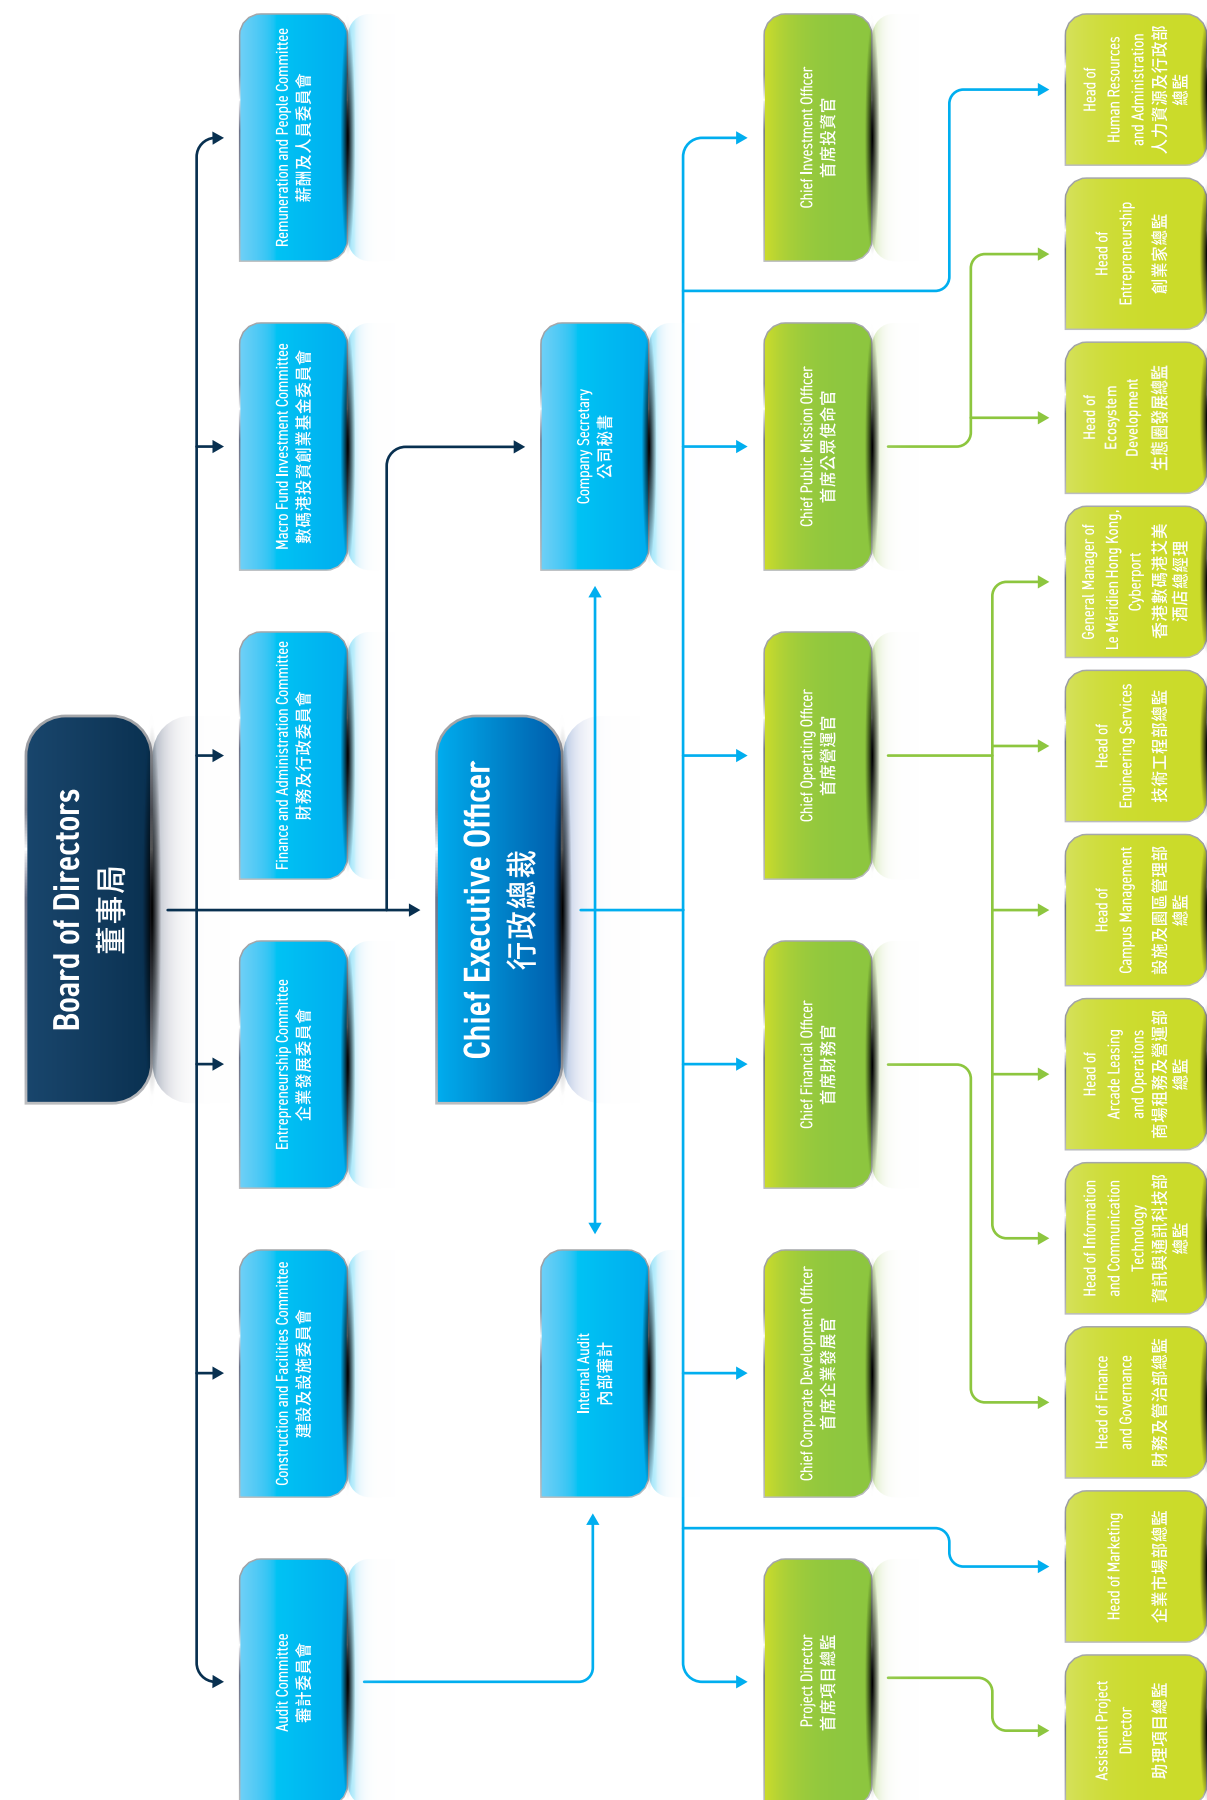 Board of Directors
董事局
Audit Committee
審計委員會
Construction and Facilities Committee
建設及設施委員會
Entrepreneurship Committee
企業發展委員會
Finance and Administration Committee
財務及行政委員會
Macro Fund Investment Committee
數碼港投資創業基金委員會
Remuneration and People Committee
薪酬及人員委員會
Chief Executive Officer
行政總裁
Internal Audit
內部審計
Company Secretary
公司秘書
Project Director
首席項目總監
Chief Corporate Development Officer
首席企業發展官
Chief Financial Officer
首席財務官
Chief Operating Officer
首席營運官
Chief Public Mission Officer
首席公眾使命官
Chief Investment Officer
首席投資官
Assistant Project
Director
助理項目總監
Head of Marketing
企業市場部總監
Head of Finance
and Governance
財務及管治部總監
Head of Information
and Communication
Technology
資訊與通訊科技部
總監
Head of
Arcade Leasing
and Operations
商場租務及營運部
總監
Head of
Campus Management
設施及園區管理部
總監
Head of
Engineering Services
技術工程部總監
General Manager of
Le Méridien Hong Kong,
Cyberport
香港數碼港艾美
酒店總經理
Head of
Ecosystem
Development
生態圈發展總監
Head of
Entrepreneurship
創業家總監
Head of
Human Resources
and Administration
人力資源及行政部
總監